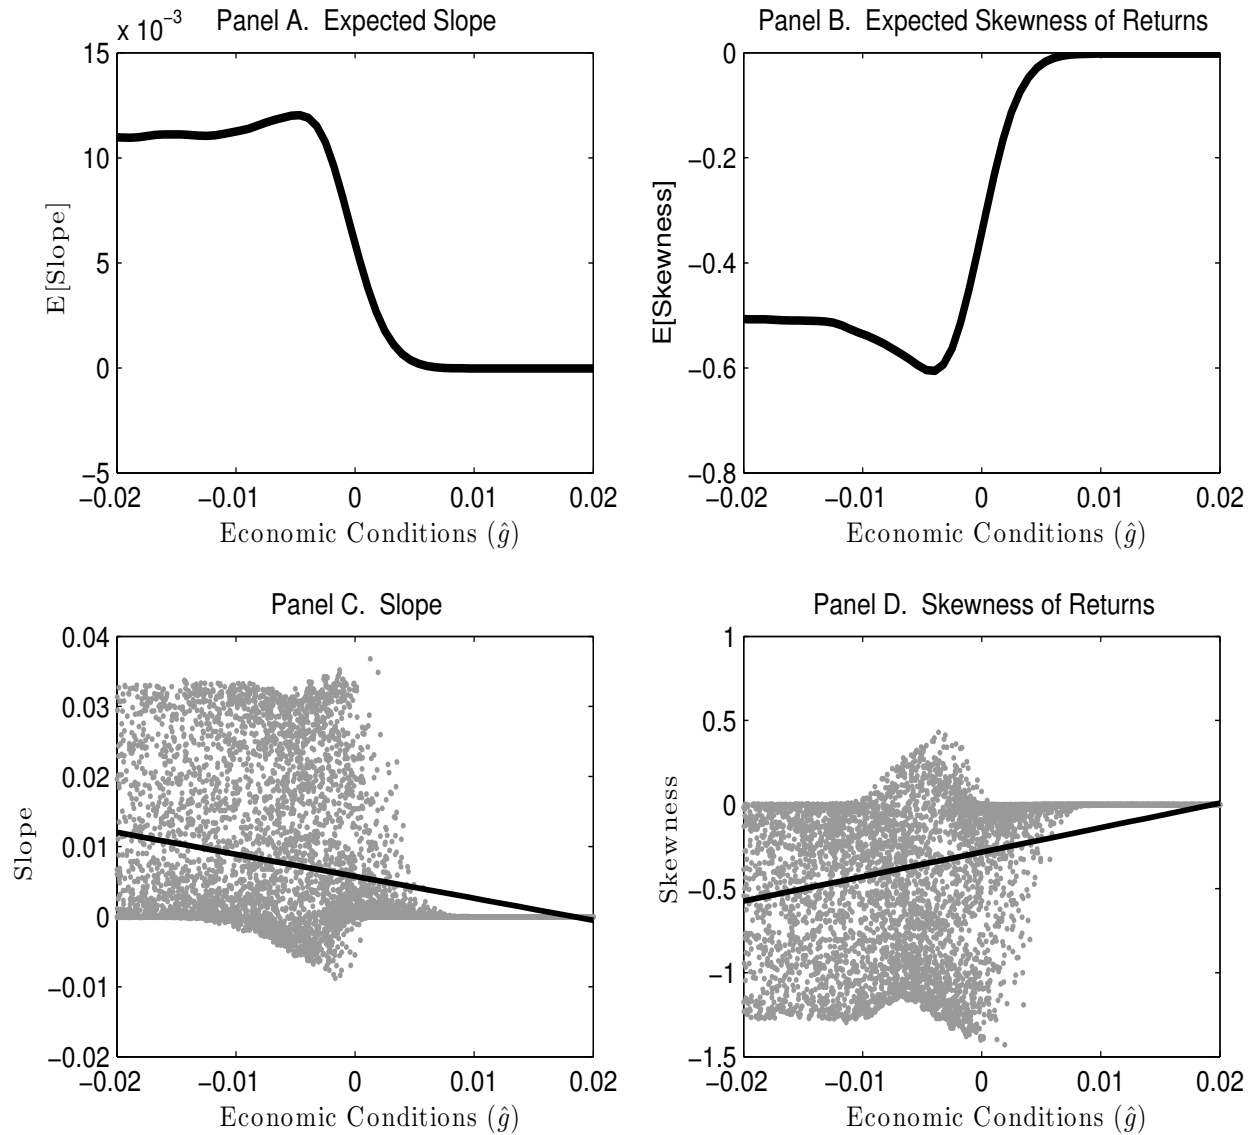 Panel A.  Expected Slope
x 10⁻³
15
10
5
0
−5
E[Slope]
−0.02 −0.01 0 0.01 0.02
Economic Conditions (ĝ)
Panel B.  Expected Skewness of Returns
0
−0.2
−0.4
−0.6
−0.8
E[Skewness]
−0.02 −0.01 0 0.01 0.02
Economic Conditions (ĝ)
Panel C.  Slope
0.04
0.03
0.02
0.01
0
−0.01
−0.02
Slope
−0.02 −0.01 0 0.01 0.02
Economic Conditions (ĝ)
Panel D.  Skewness of Returns
1
0.5
0
−0.5
−1
−1.5
Skewness
−0.02 −0.01 0 0.01 0.02
Economic Conditions (ĝ)